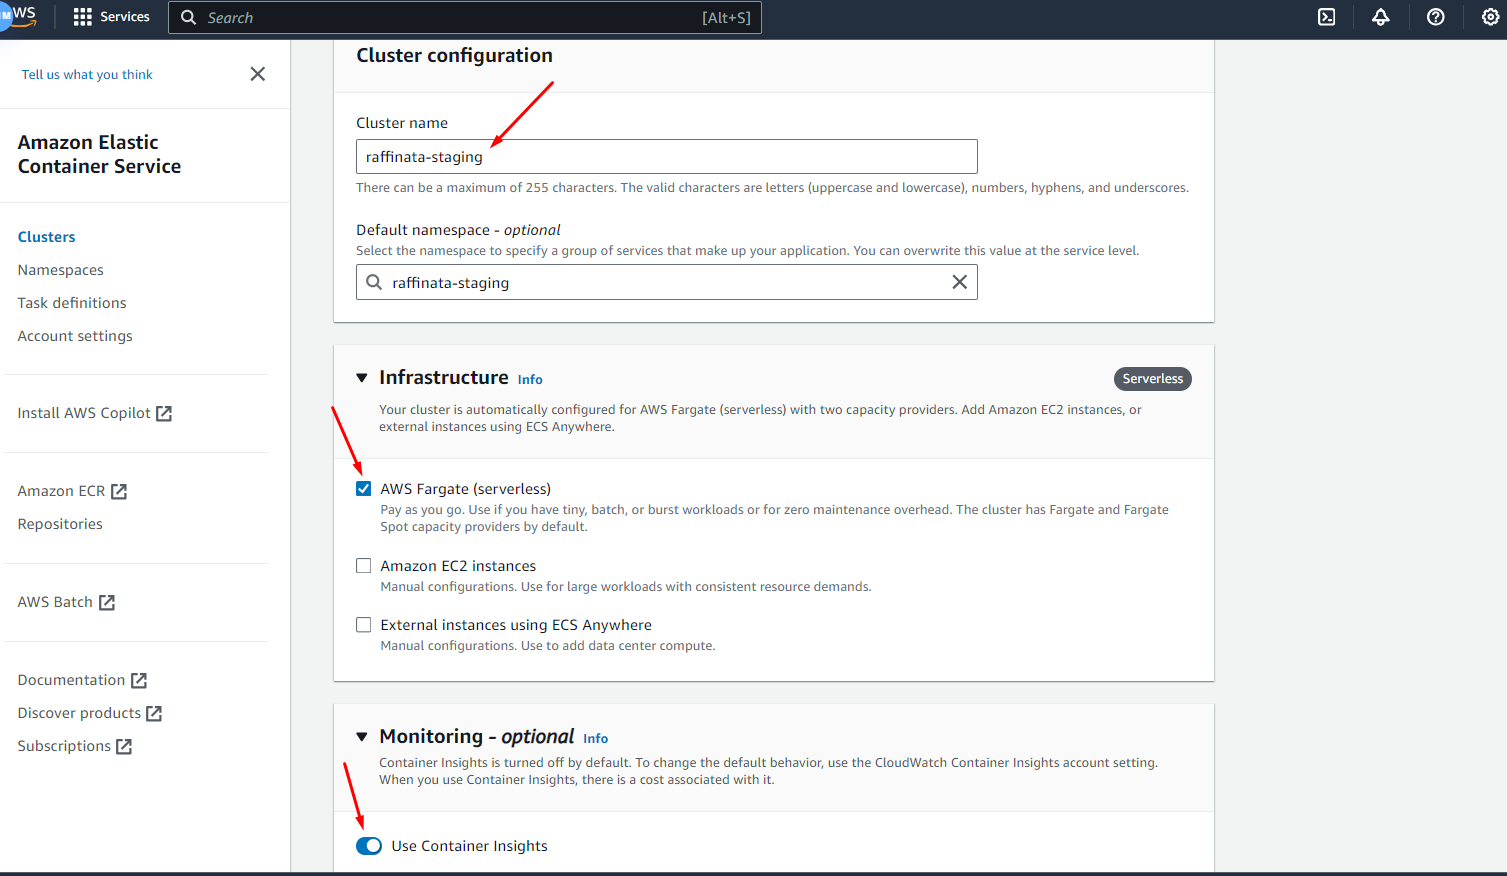 WS
Services
Search
[Alt+S]
Tell us what you think
Amazon Elastic
Container Service
Clusters
Namespaces
Task definitions
Account settings
Install AWS Copilot
Amazon ECR
Repositories
AWS Batch
Documentation
Discover products
Subscriptions
Cluster configuration
Cluster name
raffinata-staging
There can be a maximum of 255 characters. The valid characters are letters (uppercase and lowercase), numbers, hyphens, and underscores.
Default namespace - optional
Select the namespace to specify a group of services that make up your application. You can overwrite this value at the service level.
raffinata-staging
Infrastructure Info
Serverless
Your cluster is automatically configured for AWS Fargate (serverless) with two capacity providers. Add Amazon EC2 instances, or
external instances using ECS Anywhere.
AWS Fargate (serverless)
Pay as you go. Use if you have tiny, batch, or burst workloads or for zero maintenance overhead. The cluster has Fargate and Fargate
Spot capacity providers by default.
Amazon EC2 instances
Manual configurations. Use for large workloads with consistent resource demands.
External instances using ECS Anywhere
Manual configurations. Use to add data center compute.
Monitoring - optional Info
Container Insights is turned off by default. To change the default behavior, use the CloudWatch Container Insights account setting.
When you use Container Insights, there is a cost associated with it.
Use Container Insights